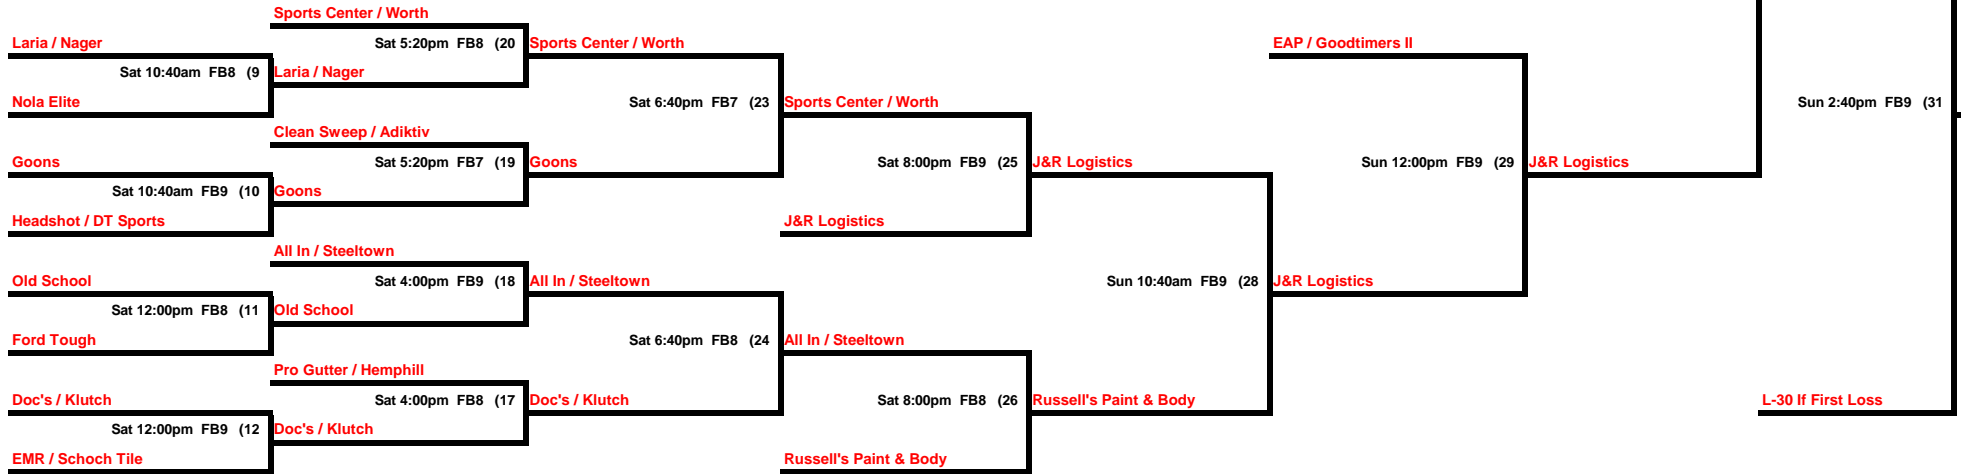 Sports Center / Worth
Laria / Nager
Sat 5:20pm FB8 (20
Sports Center / Worth
EAP / Goodtimers II
Sat 10:40am FB8 (9
Laria / Nager
Nola Elite
Sat 6:40pm FB7 (23
Sports Center / Worth
Sun 2:40pm FB9 (31
Clean Sweep / Adiktiv
Goons
Sat 5:20pm FB7 (19
Goons
Sat 8:00pm FB9 (25
J&R Logistics
Sun 12:00pm FB9 (29
J&R Logistics
Sat 10:40am FB9 (10
Goons
Headshot / DT Sports
J&R Logistics
All In / Steeltown
Old School
Sat 4:00pm FB9 (18
All In / Steeltown
Sun 10:40am FB9 (28
J&R Logistics
Sat 12:00pm FB8 (11
Old School
Ford Tough
Sat 6:40pm FB8 (24
All In / Steeltown
Pro Gutter / Hemphill
Doc's / Klutch
Sat 4:00pm FB8 (17
Doc's / Klutch
Sat 8:00pm FB8 (26
Russell's Paint & Body
L-30 If First Loss
Sat 12:00pm FB9 (12
Doc's / Klutch
EMR / Schoch Tile
Russell's Paint & Body